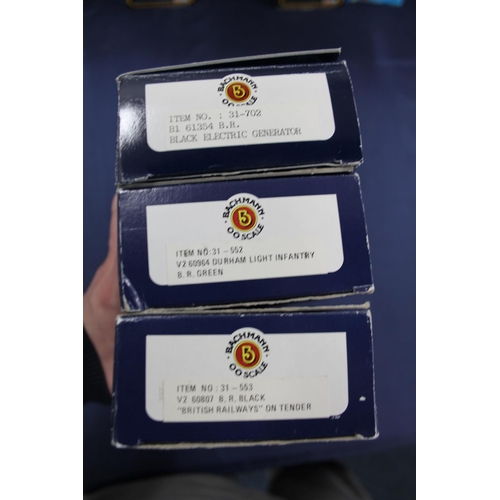 BACHMANN
OO SCALE
ITEM NO. : 31-702
B1 61354 B.R.
BLACK ELECTRIC GENERATOR
BACHMANN
OO SCALE
ITEM NO: 31 - 552
V2 60964 DURHAM LIGHT INFANTRY
B. R. GREEN
BACHMANN
OO SCALE
ITEM NO : 31 - 553
V2 60807 B. R. BLACK
"BRITISH RAILWAYS" ON TENDER